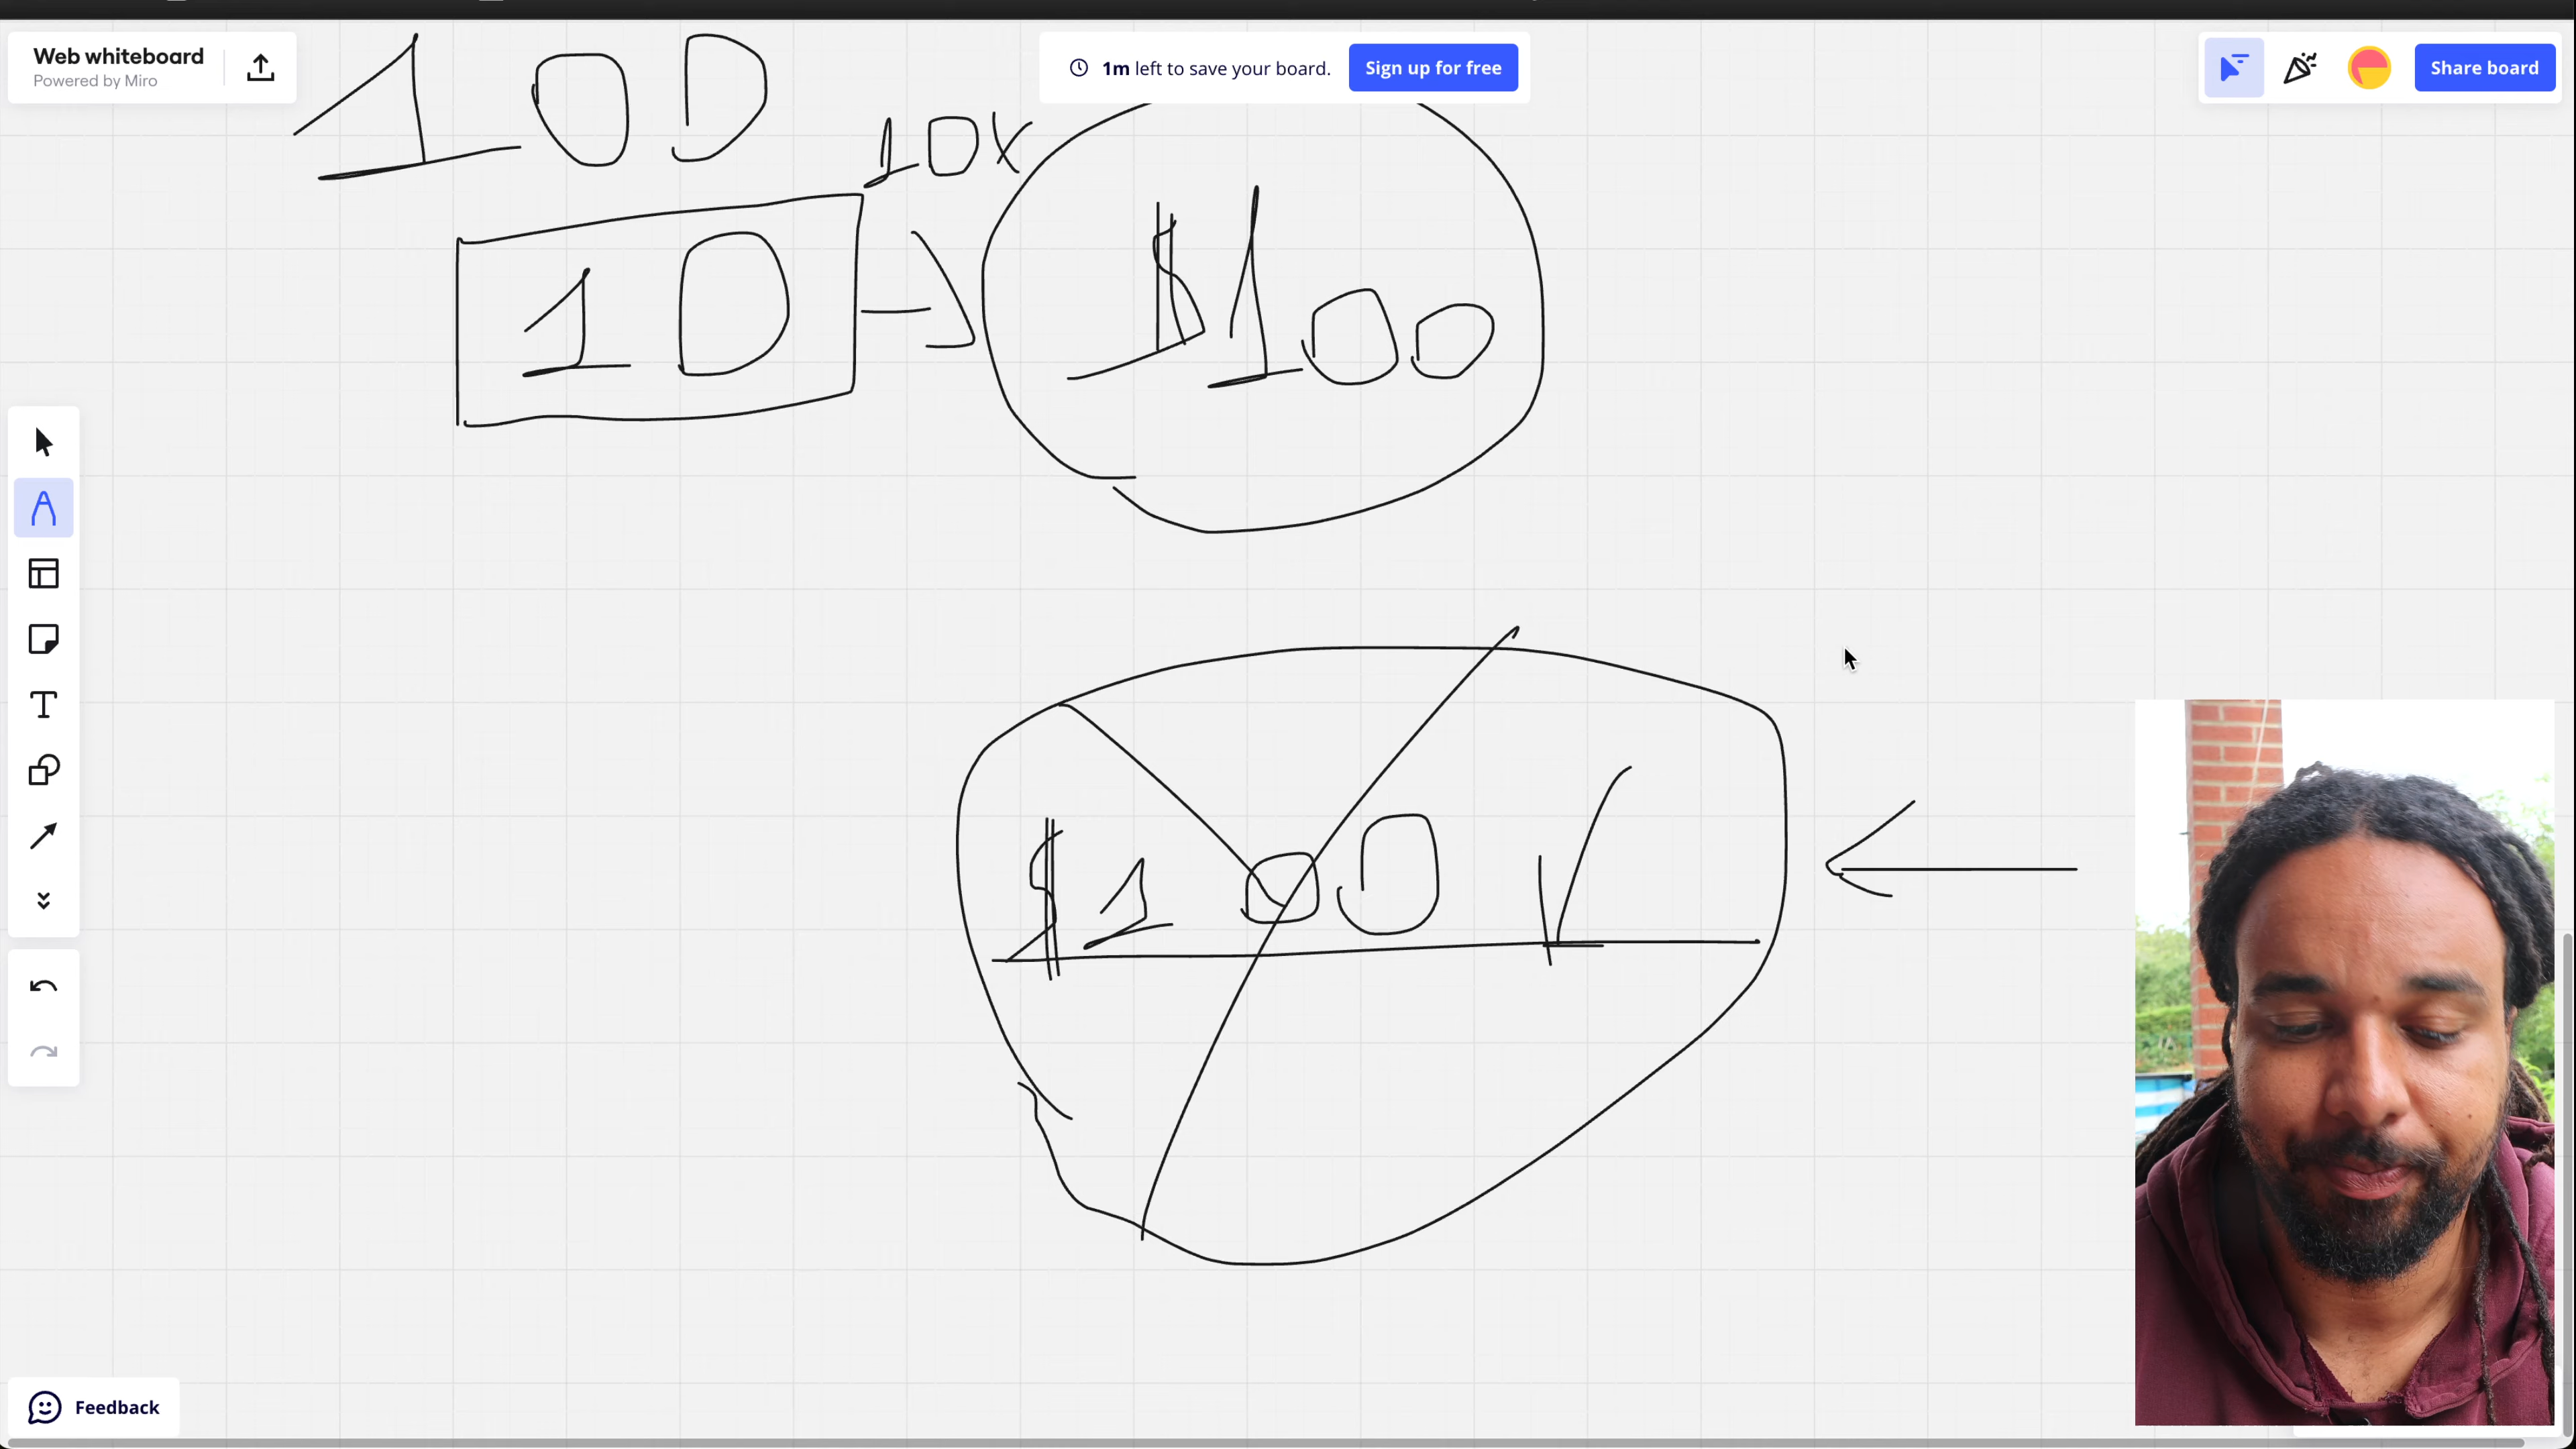 Web whiteboard
Powered by Miro
1m left to save your board.
Sign up for free
Share board
100
10x
10
$100
$100
Feedback